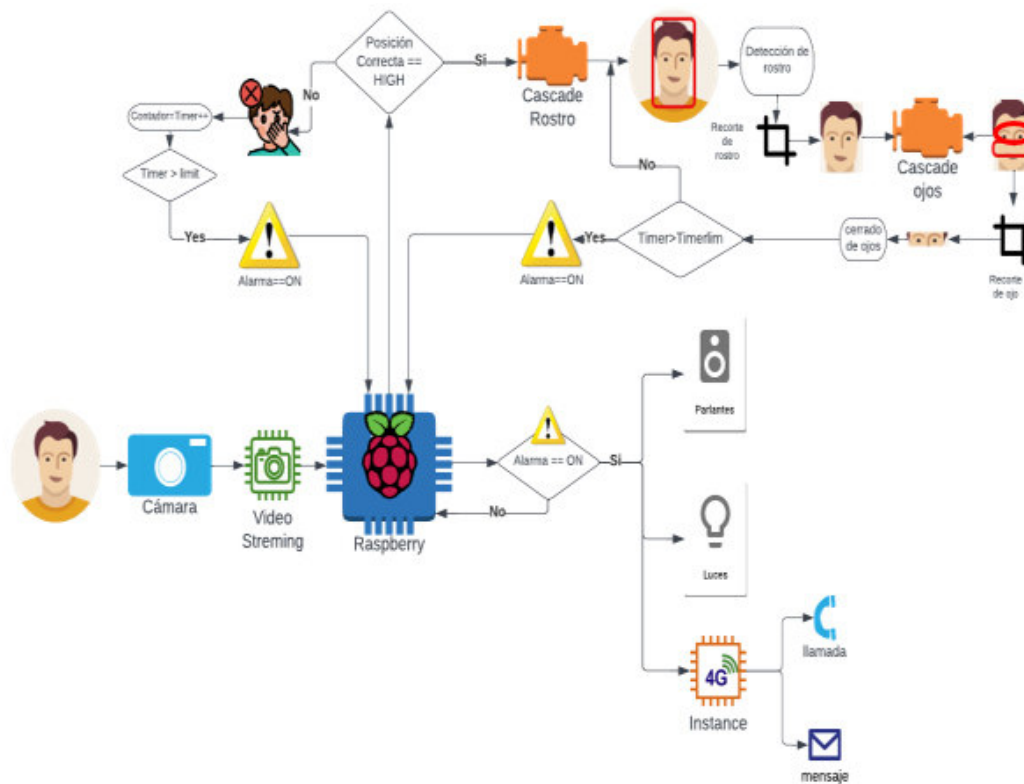 Posición
Correcta ==
HIGH
Si
Cascade
Rostro
Detección de
rostro
No
Contador=Timer++
Recorte
de
rostro
Cascade
ojos
Timer > limit
No
Yes
Alarma==ON
Yes
Alarma==ON
Timer>Timerlim
cerrado
de ojos
Recorte
de ojo
Parlantes
Cámara
Video
Streming
Raspberry
Alarma == ON
Si
No
Luces
4G
Instance
llamada
mensaje